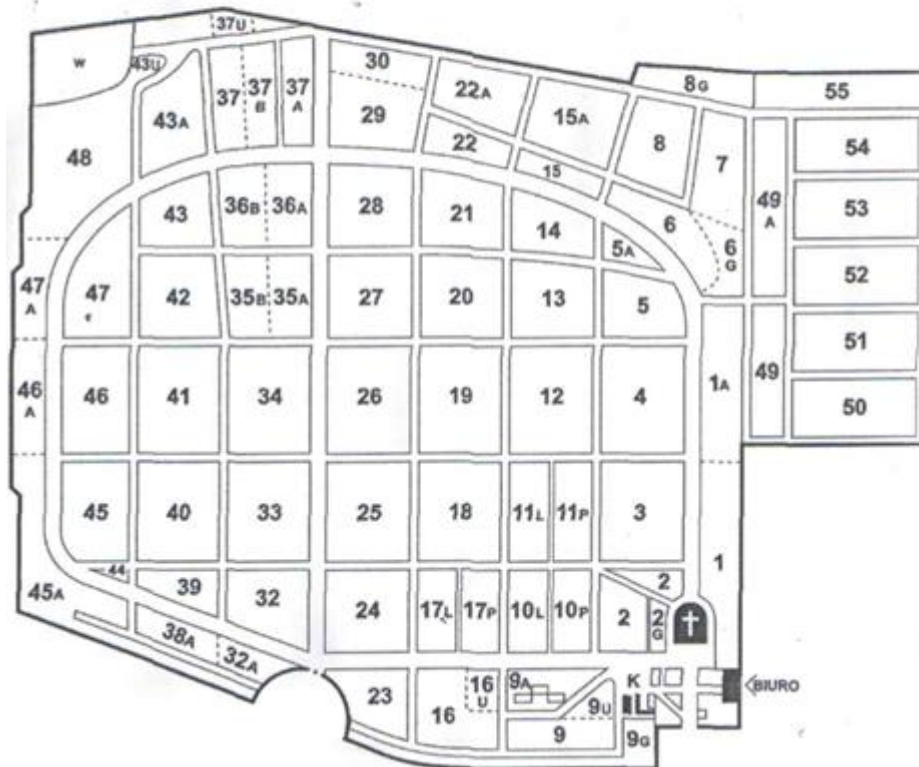 37U
W
43U
30
8G
55
37
37
B
37
A
22A
15A
43A
29
8
54
48
22
7
15
49
A
43
36B
36A
28
21
14
6
53
5A
6
G
47
A
47
42
35B
35A
27
20
13
5
52
51
46
A
46
41
34
26
19
12
4
1A
49
50
45
40
33
25
18
11L
11P
3
1
44
39
2
45A
32
24
17L
17P
10L
10P
2
2
G
38A
32A
16
U
9A
K
BIURO
23
16
9U
9
9G